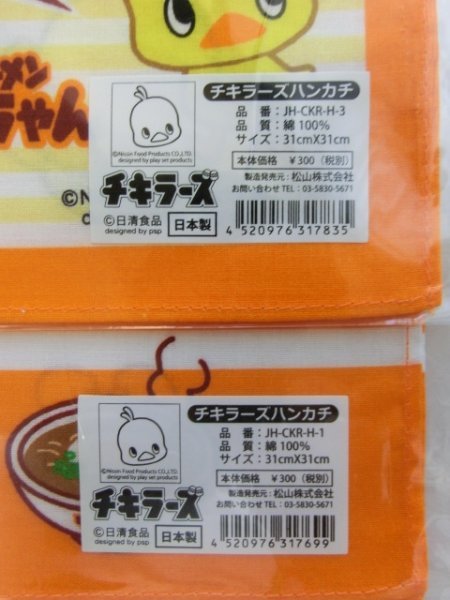 メン
ちゃん
©N
チキラーズハンカチ
品 番：JH-CKR-H-3
品 質：綿 100%
サイズ：31cmX31cm
本体価格 ¥300（税別）
製造発売元：松山株式会社
お問い合わせ TEL：03-5830-5671
©Nissin Food Products CO.,LTD.
designed by play set products
チキラーズ
©日清食品
designed by psp
日本製
4 520976 317835
チキラーズハンカチ
品 番：JH-CKR-H-1
品 質：綿 100%
サイズ：31cmX31cm
本体価格 ¥300（税別）
製造発売元：松山株式会社
お問い合わせ TEL：03-5830-5671
©Nissin Food Products CO.,LTD.
designed by play set products
チキラーズ
©日清食品
designed by psp
日本製
4 520976 317699